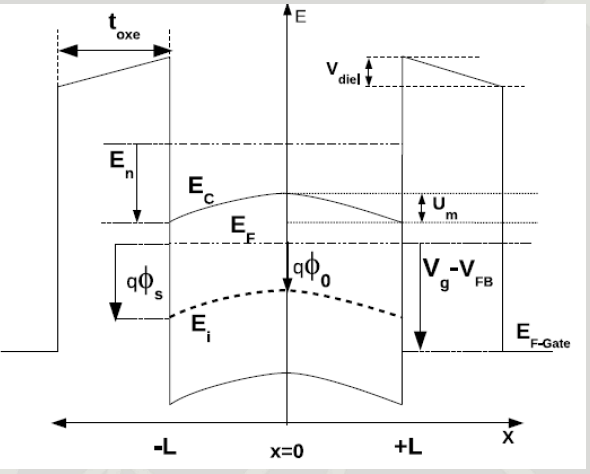 t_oxe
E
V_diel
E_n
E_C
U_m
E_F
qϕ_s
qϕ_0
V_g-V_FB
E_i
E_F-Gate
-L
x=0
+L
X